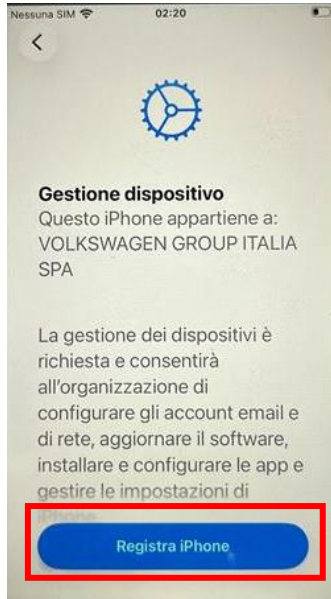 Nessuna SIM 02:20
Gestione dispositivo
Questo iPhone appartiene a:
VOLKSWAGEN GROUP ITALIA
SPA
La gestione dei dispositivi è
richiesta e consentirà
all'organizzazione di
configurare gli account email e
di rete, aggiornare il software,
installare e configurare le app e
gestire le impostazioni di
iPhone.
Registra iPhone